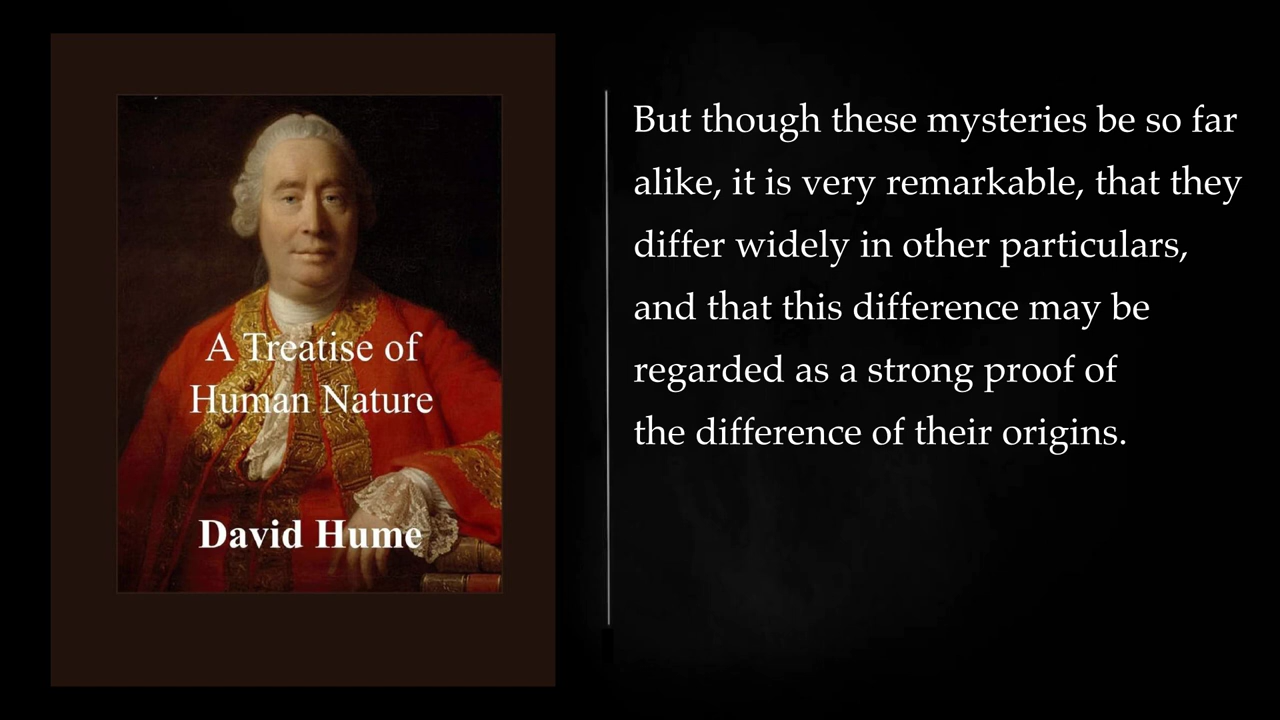 A Treatise of
Human Nature
David Hume
But though these mysteries be so far
alike, it is very remarkable, that they
differ widely in other particulars,
and that this difference may be
regarded as a strong proof of
the difference of their origins.